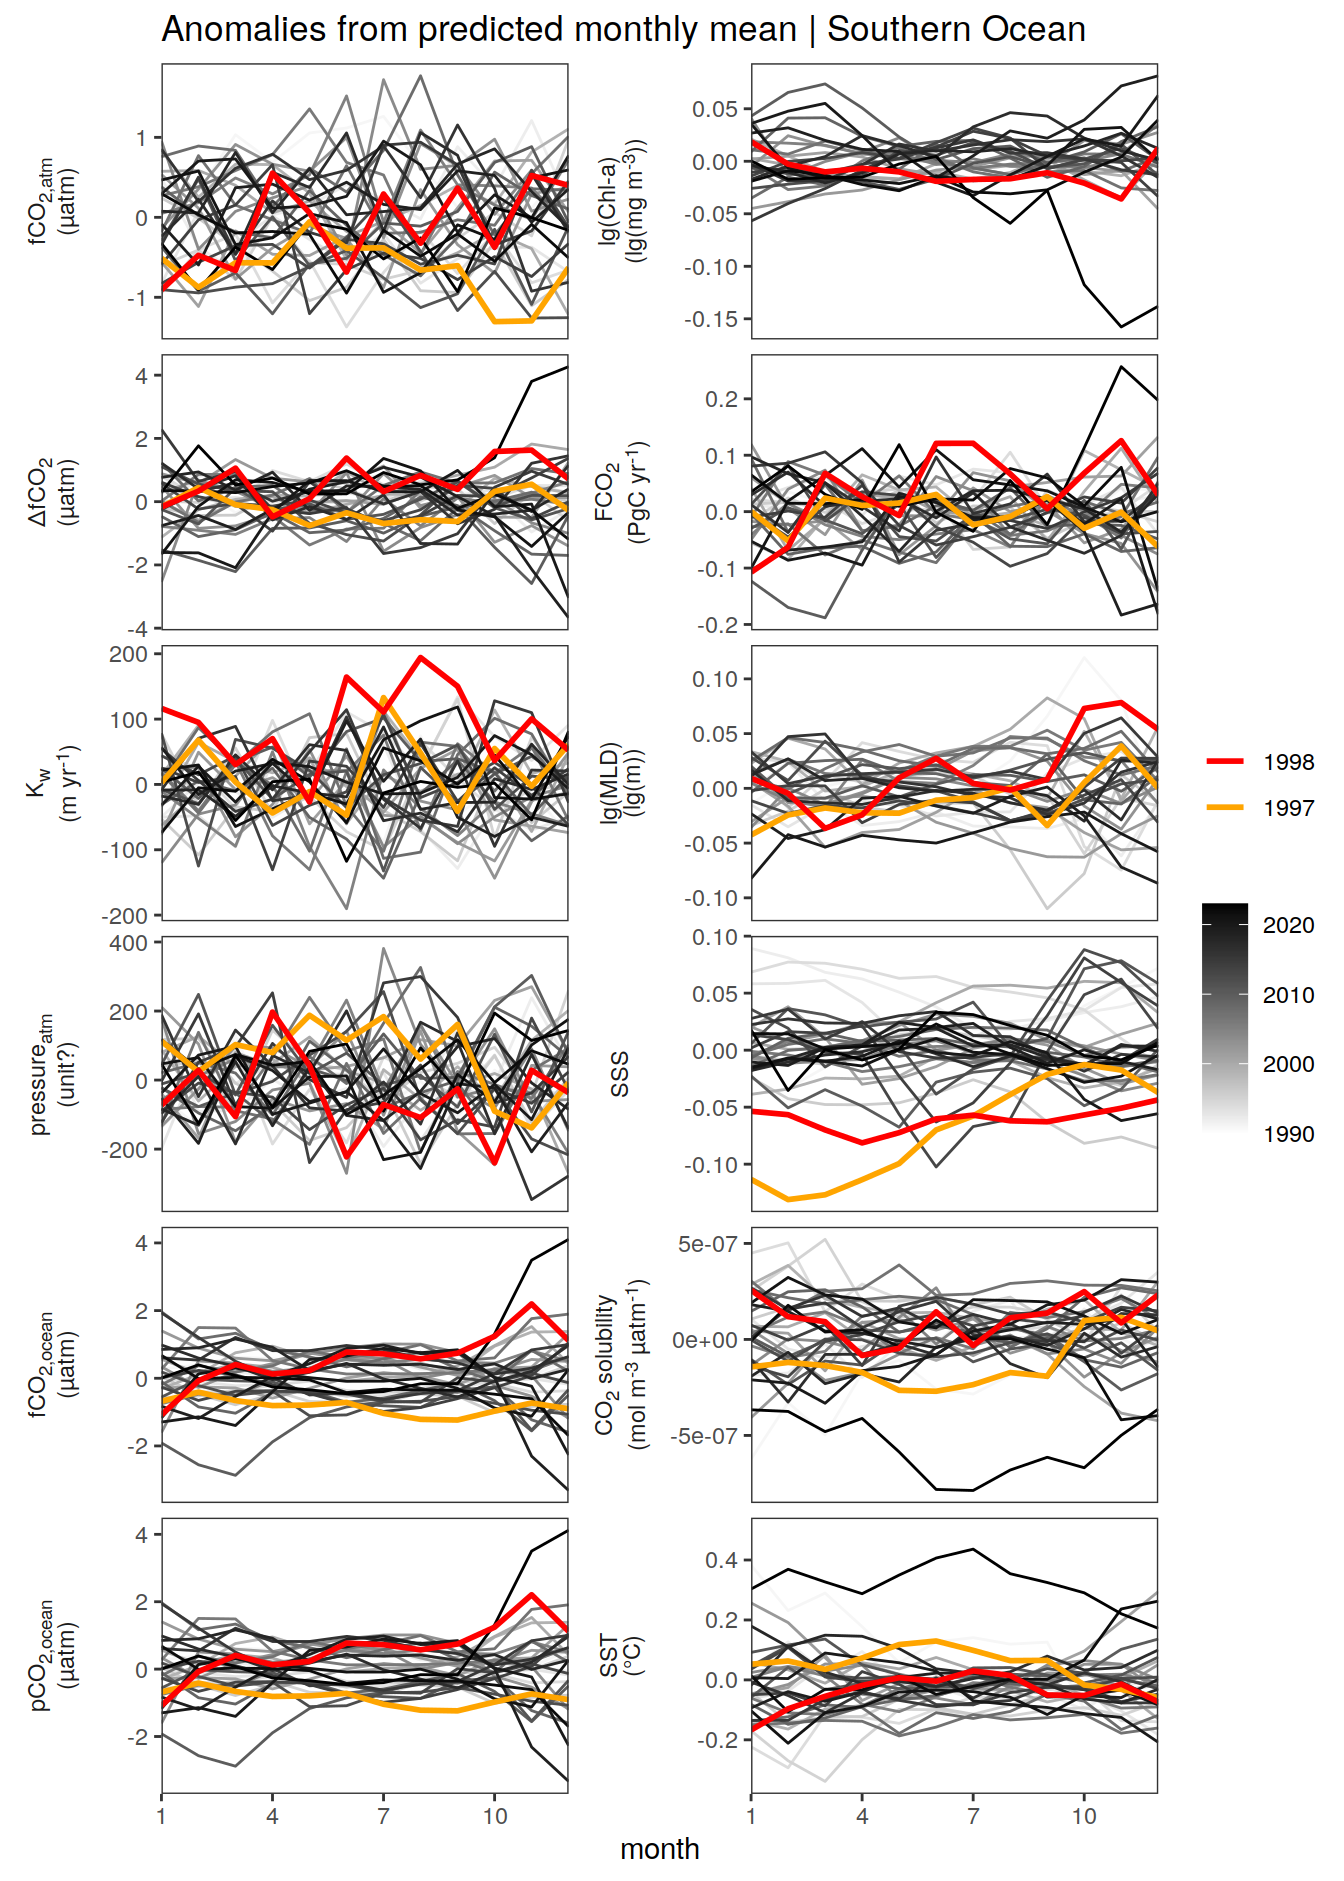 Anomalies from predicted monthly mean | Southern Ocean
fCO2,atm
(µatm)
1
0
-1
lg(Chl-a)
(lg(mg m-3))
0.05
0.00
-0.05
-0.10
-0.15
ΔfCO2
(µatm)
4
2
0
-2
-4
FCO2
(PgC yr-1)
0.2
0.1
0.0
-0.1
-0.2
Kw
(m yr-1)
200
100
0
-100
-200
lg(MLD)
(lg(m))
0.10
0.05
0.00
-0.05
-0.10
pressureatm
(unit?)
400
200
0
-200
SSS
0.10
0.05
0.00
-0.05
-0.10
fCO2,ocean
(µatm)
4
2
0
-2
CO2 solubility
(mol m-3 µatm-1)
5e-07
0e+00
-5e-07
pCO2,ocean
(µatm)
4
2
0
-2
SST
(°C)
0.4
0.2
0.0
-0.2
1 4 7 10
1 4 7 10
month
1998
1997
2020
2010
2000
1990